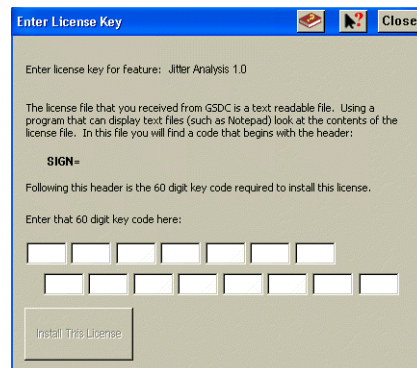 Enter License Key
?
Close
Enter license key for feature: Jitter Analysis 1.0
The license file that you received from GSDC is a text readable file. Using a
program that can display text files (such as Notepad) look at the contents of the
license file. In this file you will find a code that begins with the header:
SIGN=
Following this header is the 60 digit key code required to install this license.
Enter that 60 digit key code here:
Install This License